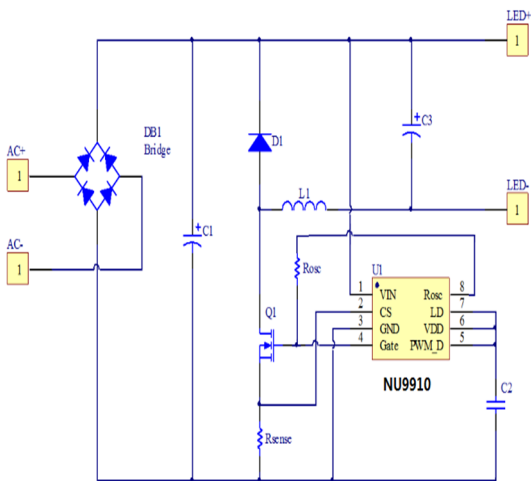 LED+
1
C3
DB1
Bridge
D1
AC+
1
L1
LED-
1
C1
AC-
1
Rosc
U1
1 VIN Rosc 8
2 CS LD 7
3 GND VDD 6
4 Gate PWM_D 5
Q1
NU9910
C2
Rsense